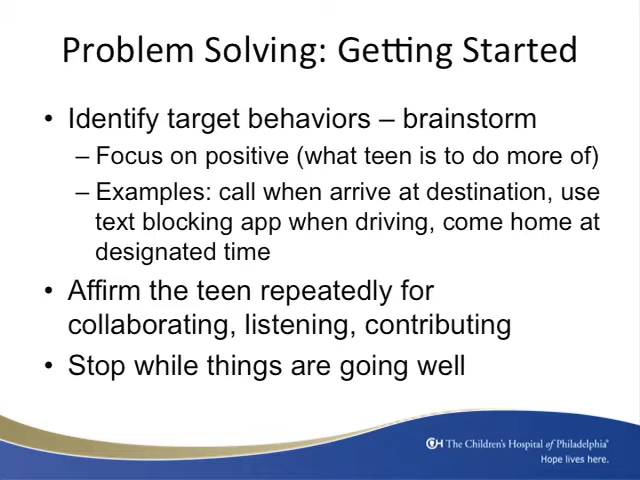 Problem Solving: Getting Started
• Identify target behaviors – brainstorm
– Focus on positive (what teen is to do more of)
– Examples: call when arrive at destination, use
text blocking app when driving, come home at
designated time
• Affirm the teen repeatedly for
collaborating, listening, contributing
• Stop while things are going well
CH The Children's Hospital of Philadelphia®
Hope lives here.